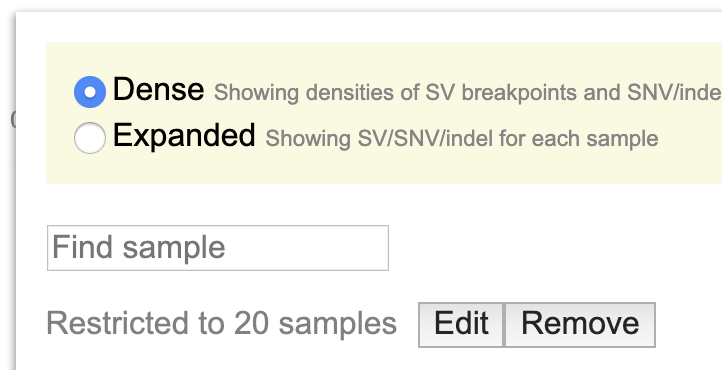 Dense Showing densities of SV breakpoints and SNV/inde
Expanded Showing SV/SNV/indel for each sample
Find sample
Restricted to 20 samples Edit Remove